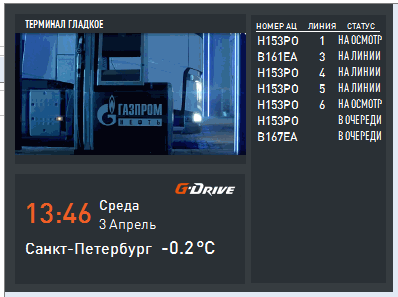 ТЕРМИНАЛ ГЛАДКОЕ
ГАЗПРОМ
НЕФТЬ
G-DRIVE
13:46
Среда
3 Апрель
Санкт-Петербург -0.2°C
НОМЕР АЦ ЛИНИЯ СТАТУС
Н153РО 1 НА ОСМОТР
В161ЕА 3 НА ЛИНИИ
Н153РО 4 НА ЛИНИИ
Н153РО 5 НА ЛИНИИ
Н153РО 6 НА ОСМОТР
Н153РО В ОЧЕРЕДИ
В167ЕА В ОЧЕРЕДИ